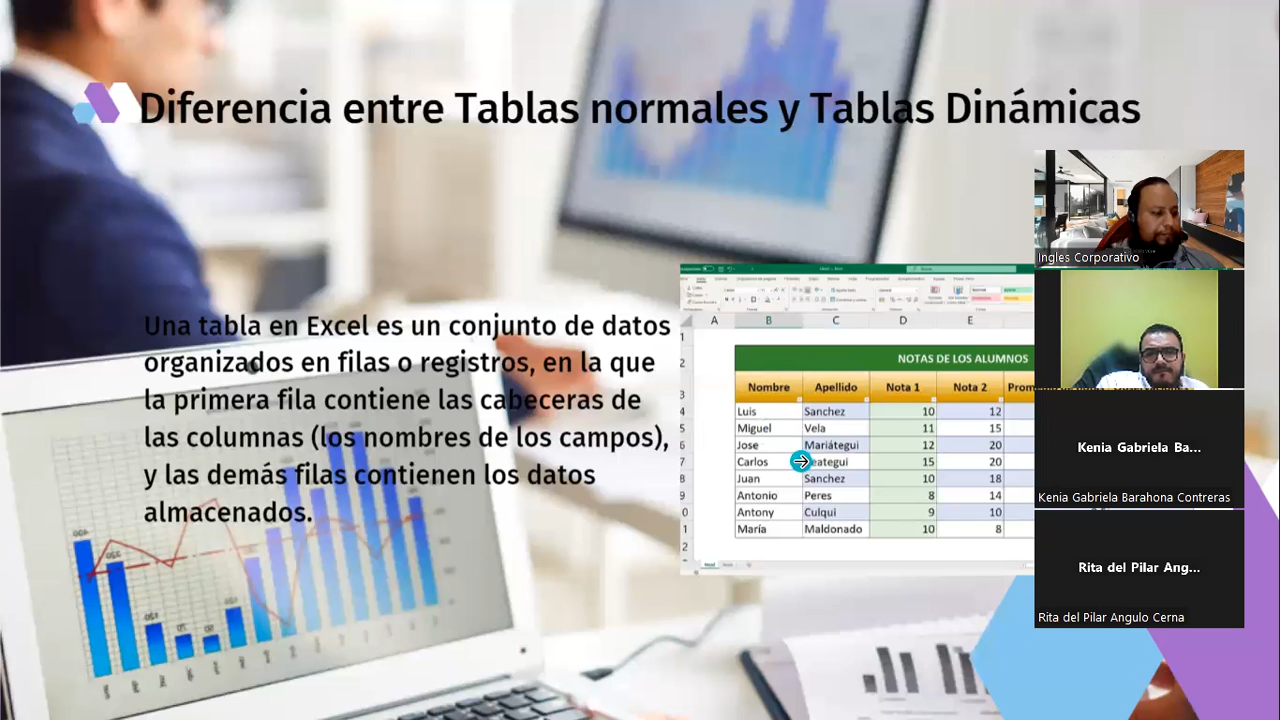 Diferencia entre Tablas normales y Tablas Dinámicas
Una tabla en Excel es un conjunto de datos
organizados en filas o registros, en la que
la primera fila contiene las cabeceras de
las columnas (los nombres de los campos),
y las demás filas contienen los datos
almacenados.
A B C D E
NOTAS DE LOS ALUMNOS
Nombre Apellido Nota 1 Nota 2
Luis Sanchez 10 12
Miguel Vela 11 15
Jose Mariátegui 12 20
Carlos 15 20
Juan Sanchez 10 18
Antonio Peres 8 14
Antony Culqui 9 10
María Maldonado 10 8
Ingles Corporativo
Kenia Gabriela Ba...
Kenia Gabriela Barahona Contreras
Rita del Pilar Ang...
Rita del Pilar Angulo Cerna